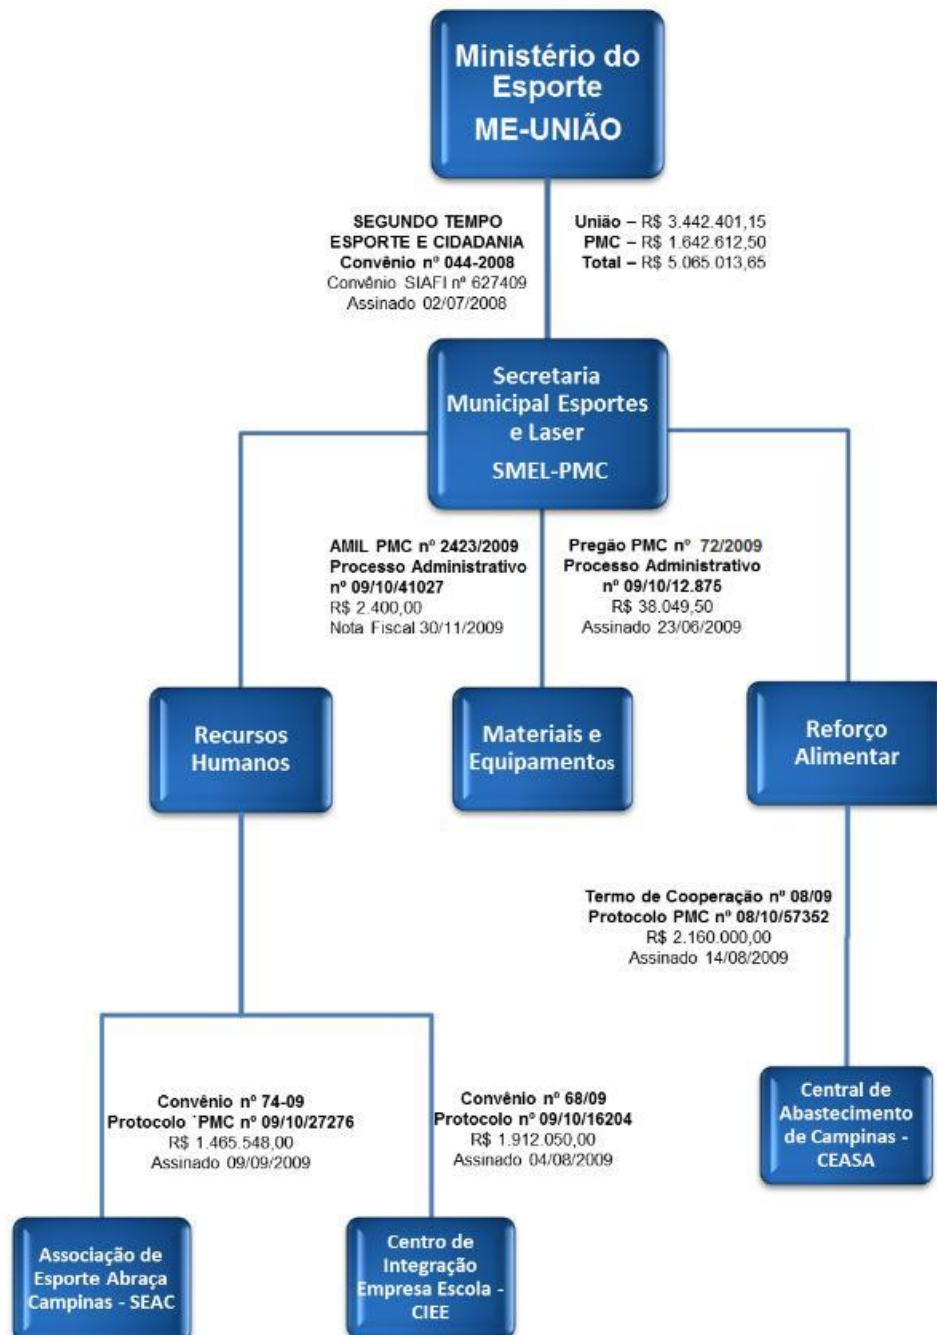 Ministério do
Esporte
ME-UNIÃO
SEGUNDO TEMPO
ESPORTE E CIDADANIA
Convênio nº 044-2008
Convênio SIAFI nº 627409
Assinado 02/07/2008
União – R$ 3.442.401,15
PMC – R$ 1.642.612,50
Total – R$ 5.065.013,65
Secretaria
Municipal Esportes
e Laser
SMEL-PMC
AMIL PMC nº 2423/2009
Processo Administrativo
nº 09/10/41027
R$ 2.400,00
Nota Fiscal 30/11/2009
Pregão PMC nº 72/2009
Processo Administrativo
nº 09/10/12.875
R$ 38.049,50
Assinado 23/06/2009
Recursos
Humanos
Materiais e
Equipamentos
Reforço
Alimentar
Termo de Cooperação nº 08/09
Protocolo PMC nº 08/10/57352
R$ 2.160.000,00
Assinado 14/08/2009
Convênio nº 74-09
Protocolo `PMC nº 09/10/27276
R$ 1.465.548,00
Assinado 09/09/2009
Convênio nº 68/09
Protocolo nº 09/10/16204
R$ 1.912.050,00
Assinado 04/08/2009
Central de
Abastecimento
de Campinas -
CEASA
Associação de
Esporte Abraça
Campinas - SEAC
Centro de
Integração
Empresa Escola -
CIEE